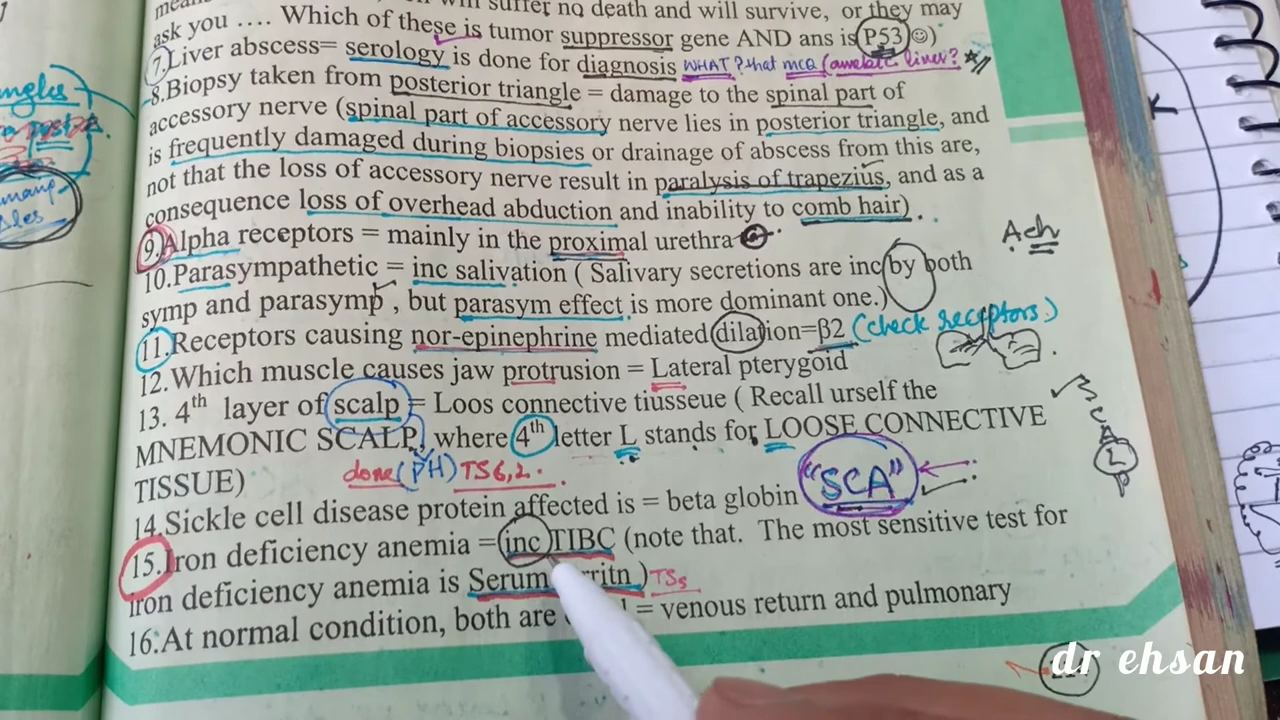 will suffer no death and will survive, or they may
ask you .... Which of these is tumor suppressor gene AND ans is P53☺)
7.Liver abscess= serology is done for diagnosis WHAT? that mcq (amebic liver?
8.Biopsy taken from posterior triangle = damage to the spinal part of
accessory nerve (spinal part of accessory nerve lies in posterior triangle, and
is frequently damaged during biopsies or drainage of abscess from this are,
not that the loss of accessory nerve result in paralysis of trapezius, and as a
consequence loss of overhead abduction and inability to comb hair)
9.Alpha receptors = mainly in the proximal urethra
Ach
10.Parasympathetic = inc salivation ( Salivary secretions are inc by both
symp and parasymp , but parasym effect is more dominant one.)
11.Receptors causing nor-epinephrine mediated dilation=β2 (check receptors)
12.Which muscle causes jaw protrusion = Lateral pterygoid
13. 4th layer of scalp = Loos connective tiusseue ( Recall urself the
MNEMONIC SCALP, where 4th letter L stands for LOOSE CONNECTIVE
TISSUE) done (PH) TS6,2.
14.Sickle cell disease protein affected is = beta globin "SCA"
15.Iron deficiency anemia = inc TIBC (note that. The most sensitive test for
iron deficiency anemia is Serum ) TS5
16.At normal condition, both are = venous return and pulmonary
dr ehsan